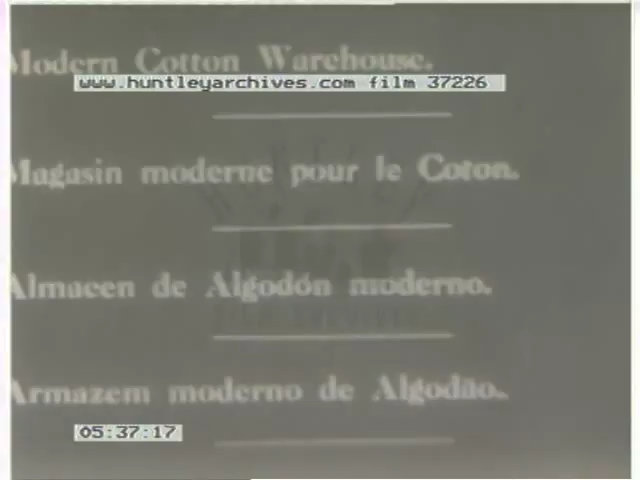 Modern Cotton Warehouse.
www.huntleyarchives.com film 37226
Magasin moderne pour le Coton.
Almacen de Algodón moderno.
Armazem moderno de Algodão.
05:37:17